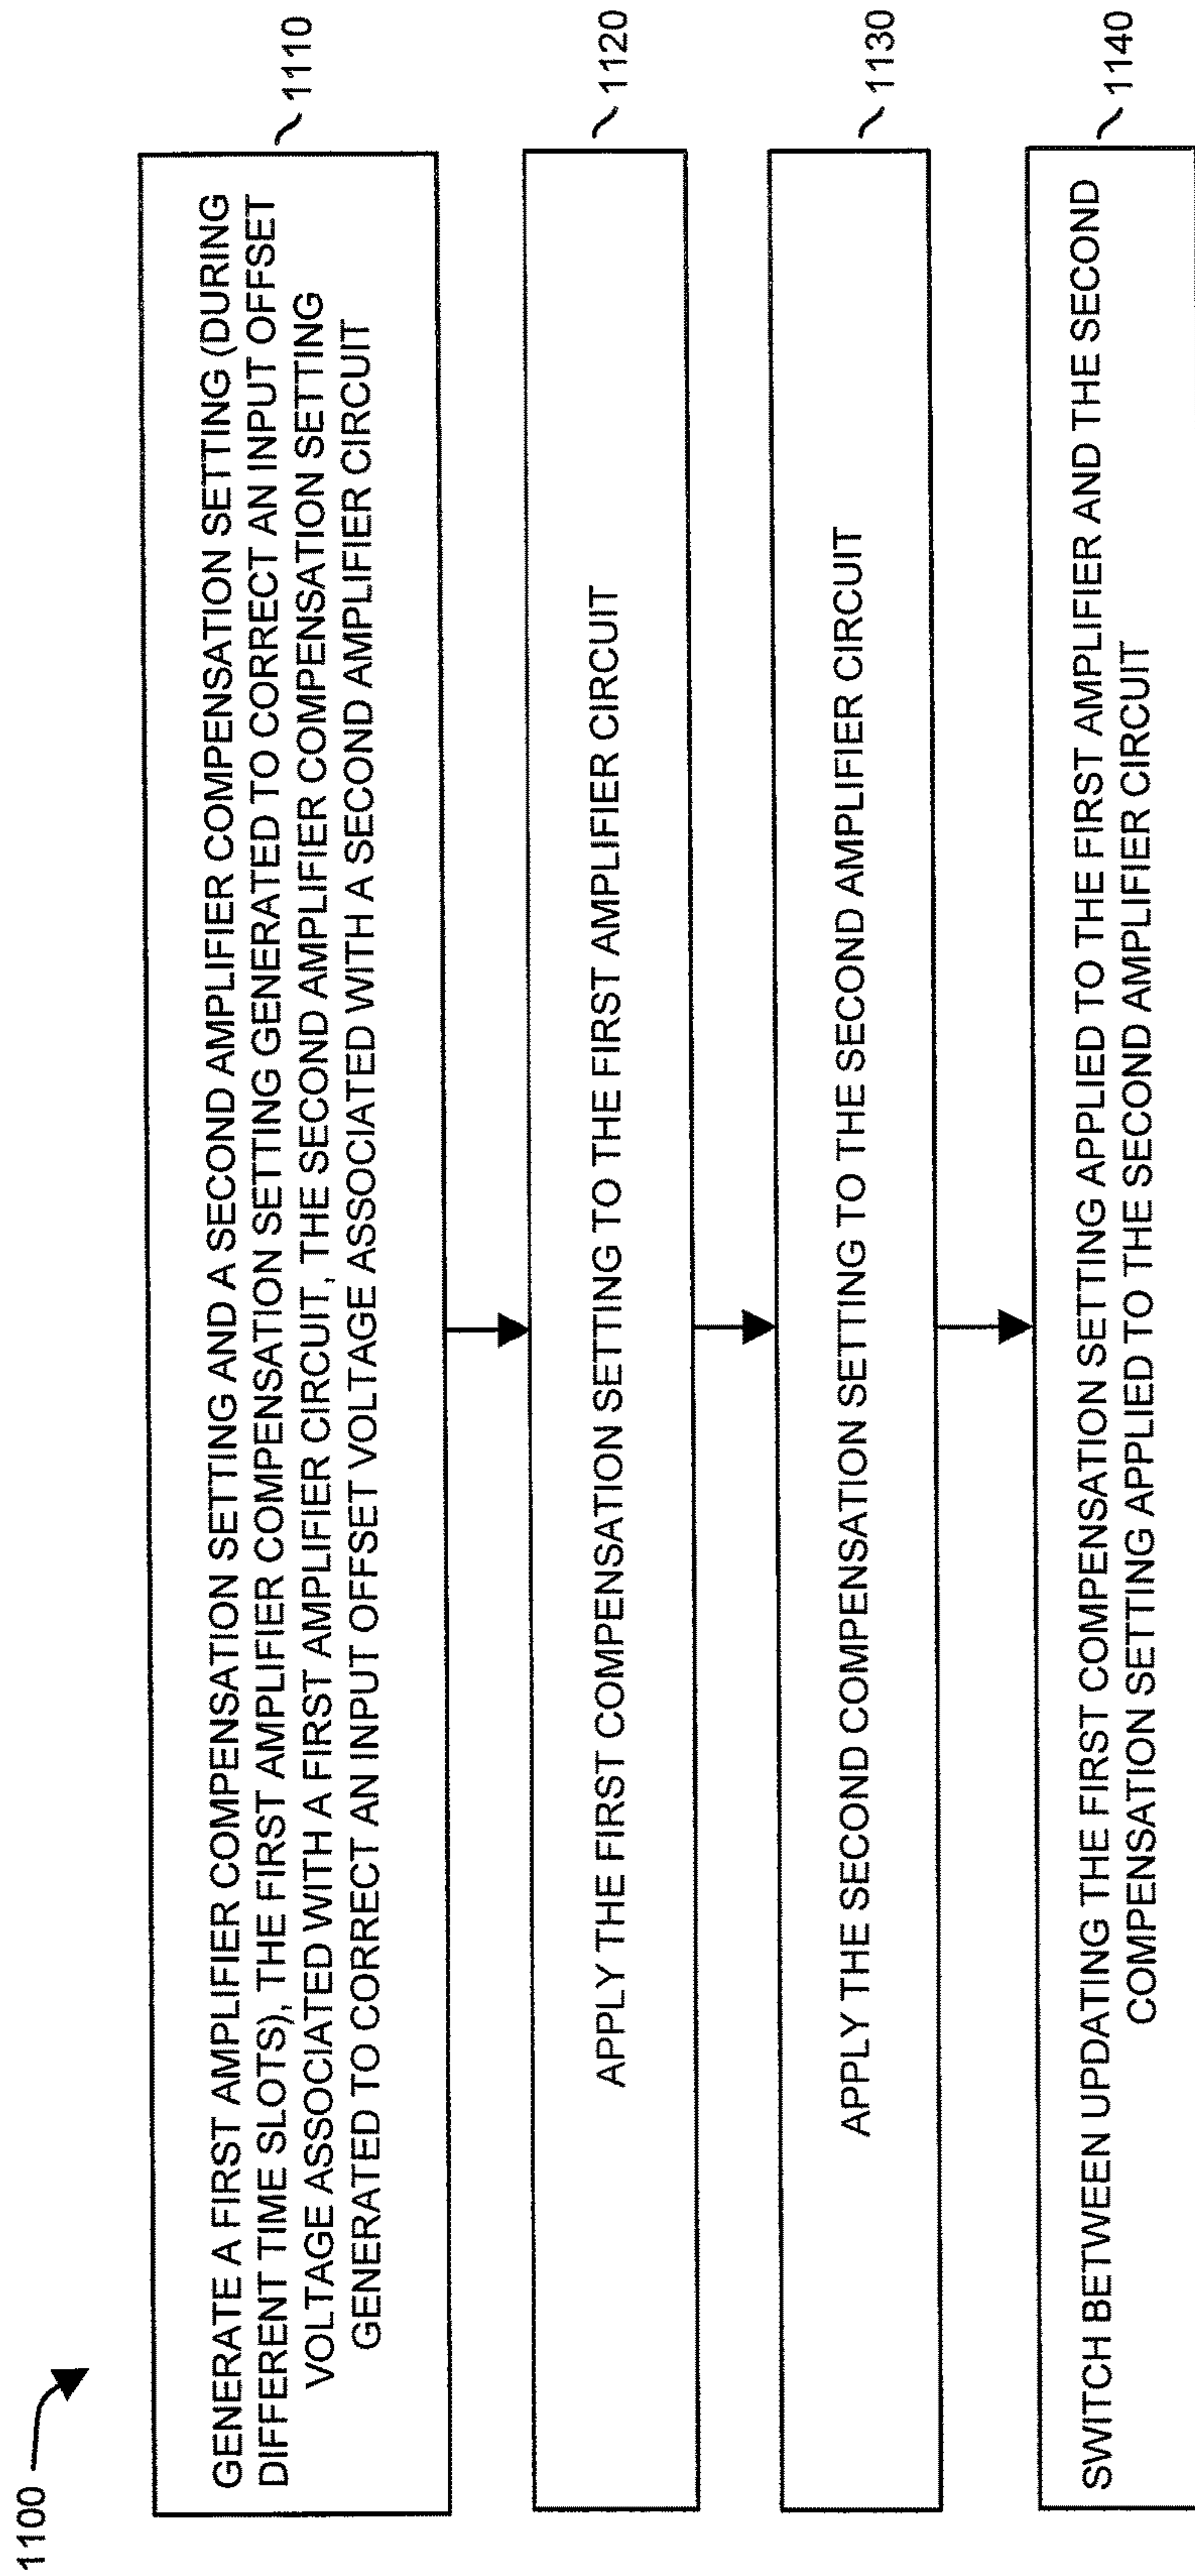 1100
GENERATE A FIRST AMPLIFIER COMPENSATION SETTING AND A SECOND AMPLIFIER COMPENSATION SETTING (DURING
DIFFERENT TIME SLOTS), THE FIRST AMPLIFIER COMPENSATION SETTING GENERATED TO CORRECT AN INPUT OFFSET
VOLTAGE ASSOCIATED WITH A FIRST AMPLIFIER CIRCUIT, THE SECOND AMPLIFIER COMPENSATION SETTING
GENERATED TO CORRECT AN INPUT OFFSET VOLTAGE ASSOCIATED WITH A SECOND AMPLIFIER CIRCUIT
1110
APPLY THE FIRST COMPENSATION SETTING TO THE FIRST AMPLIFIER CIRCUIT
1120
APPLY THE SECOND COMPENSATION SETTING TO THE SECOND AMPLIFIER CIRCUIT
1130
SWITCH BETWEEN UPDATING THE FIRST COMPENSATION SETTING APPLIED TO THE FIRST AMPLIFIER AND THE SECOND
COMPENSATION SETTING APPLIED TO THE SECOND AMPLIFIER CIRCUIT
1140